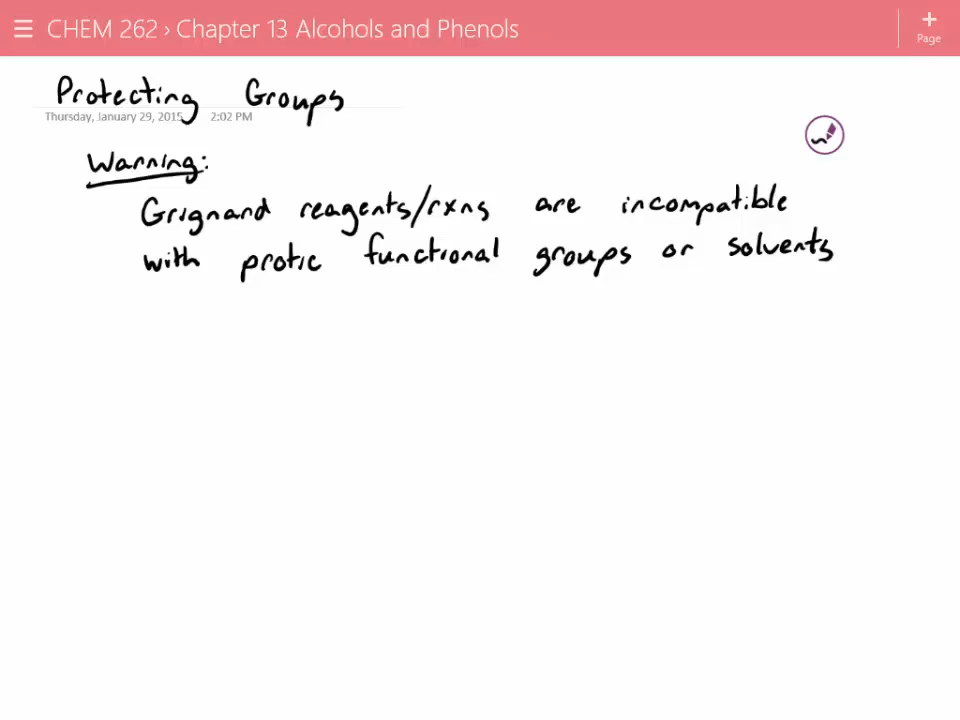 CHEM 262 › Chapter 13 Alcohols and Phenols
+
Page
Protecting Groups
Thursday, January 29, 2015 2:02 PM
Warning:
Grignard reagents/rxns are incompatible
with protic functional groups or solvents